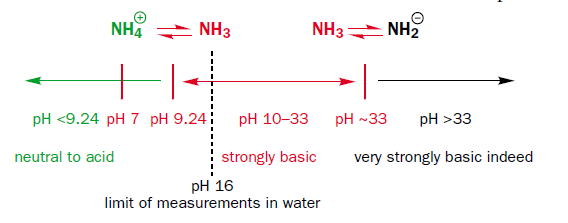 NH₄⊕ ⇌ NH₃ NH₃ ⇌ NH₂⊖
pH <9.24 pH 7 pH 9.24 pH 10–33 pH ~33 pH >33
neutral to acid strongly basic very strongly basic indeed
pH 16
limit of measurements in water